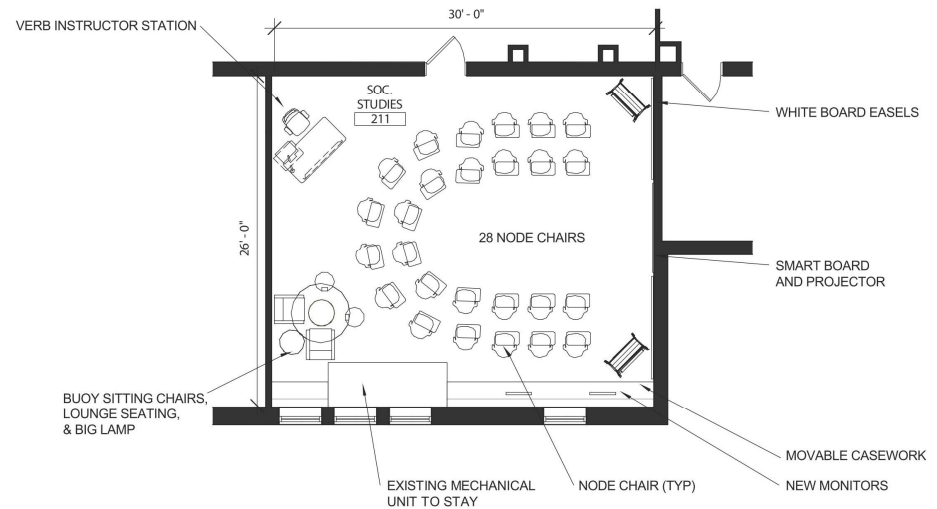 30' - 0"
VERB INSTRUCTOR STATION
SOC.
STUDIES
211
WHITE BOARD EASELS
26' - 0"
28 NODE CHAIRS
SMART BOARD
AND PROJECTOR
BUOY SITTING CHAIRS,
LOUNGE SEATING,
& BIG LAMP
MOVABLE CASEWORK
EXISTING MECHANICAL
UNIT TO STAY
NODE CHAIR (TYP)
NEW MONITORS